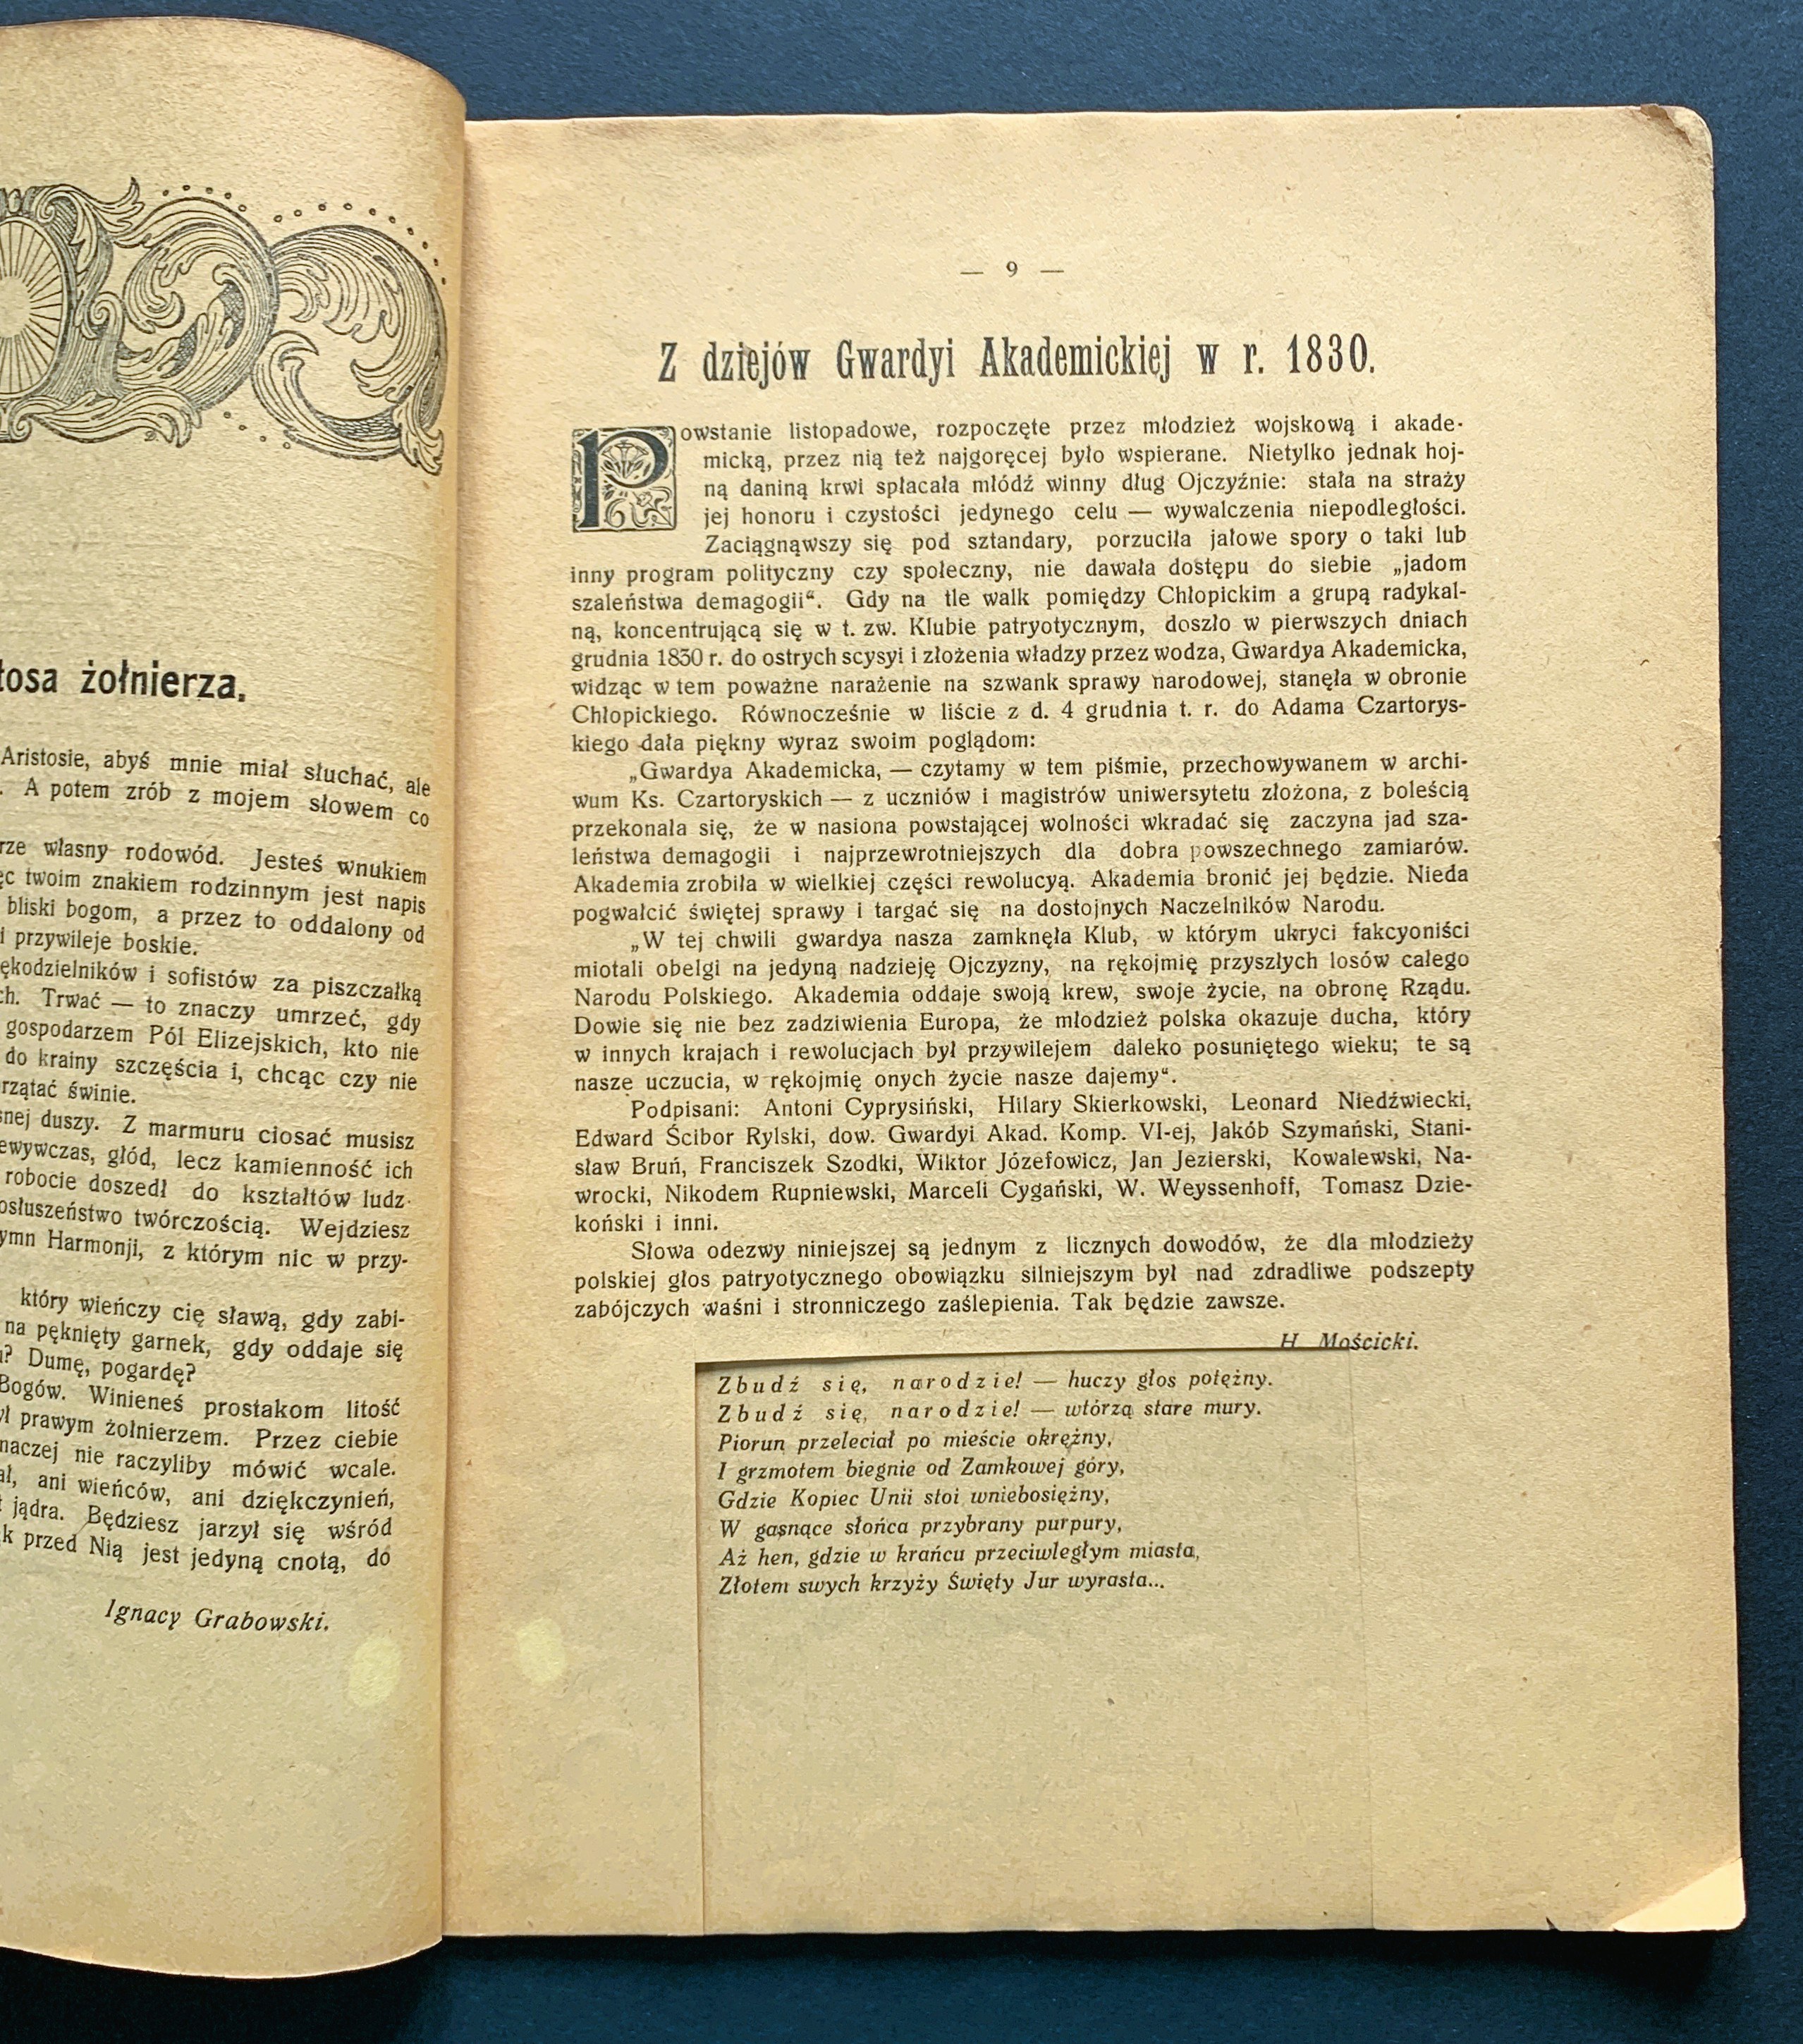 tosa żołnierza.
Aristosie, abyś mnie miał słuchać, ale
. A potem zrób z mojem słowem co
rze własny rodowód. Jesteś wnukiem
ęc twoim znakiem rodzinnym jest napis
bliski bogom, a przez to oddalony od
i przywileje boskie.
ękodzielników i sofistów za piszczałką
ch. Trwać — to znaczy umrzeć, gdy
gospodarzem Pól Elizejskich, kto nie
do krainy szczęścia i, chcąc czy nie
rzątać świnie.
snej duszy. Z marmuru ciosać musisz
ewywczas, głód, lecz kamienność ich
robocie doszedł do kształtów ludz-
osłuszeństwo twórczością. Wejdziesz
ymn Harmonji, z którym nic w przy-
który wieńczy cię sławą, gdy zabi-
na pęknięty garnek, gdy oddaje się
? Dumę, pogardę?
Bogów. Winieneś prostakom litość
ył prawym żołnierzem. Przez ciebie
naczej nie raczyliby mówić wcale.
ał, ani wieńców, ani dziękczynień,
jądra. Będziesz jarzył się wśród
k przed Nią jest jedyną cnotą, do
Ignacy Grabowski.
— 9 —
Z dziejów Gwardyi Akademickiej w r. 1830.
Powstanie listopadowe, rozpoczęte przez młodzież wojskową i akade-
micką, przez nią też najgoręcej było wspierane. Nietylko jednak hoj-
ną daniną krwi spłacała młódź winny dług Ojczyźnie: stała na straży
jej honoru i czystości jedynego celu — wywalczenia niepodległości.
Zaciągnąwszy się pod sztandary, porzuciła jałowe spory o taki lub
inny program polityczny czy społeczny, nie dawała dostępu do siebie „jadom
szaleństwa demagogii“. Gdy na tle walk pomiędzy Chłopickim a grupą radykal-
ną, koncentrującą się w t. zw. Klubie patryotycznym, doszło w pierwszych dniach
grudnia 1830 r. do ostrych scysyi i złożenia władzy przez wodza, Gwardya Akademicka,
widząc w tem poważne narażenie na szwank sprawy narodowej, stanęła w obronie
Chłopickiego. Równocześnie w liście z d. 4 grudnia t. r. do Adama Czartorys-
kiego dała piękny wyraz swoim poglądom:
„Gwardya Akademicka, — czytamy w tem piśmie, przechowywanem w archi-
wum Ks. Czartoryskich — z uczniów i magistrów uniwersytetu złożona, z boleścią
przekonała się, że w nasiona powstającej wolności wkradać się zaczyna jad sza-
leństwa demagogii i najprzewrotniejszych dla dobra powszechnego zamiarów.
Akademia zrobiła w wielkiej części rewolucyą. Akademia bronić jej będzie. Nieda
pogwałcić świętej sprawy i targać się na dostojnych Naczelników Narodu.
„W tej chwili gwardya nasza zamknęła Klub, w którym ukryci fakcyoniści
miotali obelgi na jedyną nadzieję Ojczyzny, na rękojmię przyszłych losów całego
Narodu Polskiego. Akademia oddaje swoją krew, swoje życie, na obronę Rządu.
Dowie się nie bez zadziwienia Europa, że młodzież polska okazuje ducha, który
w innych krajach i rewolucjach był przywilejem daleko posuniętego wieku; te są
nasze uczucia, w rękojmię onych życie nasze dajemy“.
Podpisani: Antoni Cyprysiński, Hilary Skierkowski, Leonard Niedźwiecki,
Edward Ścibor Rylski, dow. Gwardyi Akad. Komp. VI-ej, Jakób Szymański, Stani-
sław Bruń, Franciszek Szodki, Wiktor Józefowicz, Jan Jezierski, Kowalewski, Na-
wrocki, Nikodem Rupniewski, Marceli Cygański, W. Weyssenhoff, Tomasz Dzie-
koński i inni.
Słowa odezwy niniejszej są jednym z licznych dowodów, że dla młodzieży
polskiej głos patryotycznego obowiązku silniejszym był nad zdradliwe podszepty
zabójczych waśni i stronniczego zaślepienia. Tak będzie zawsze.
H. Mościcki.
Zbudź się, narodzie! — huczy głos potężny.
Zbudź się, narodzie! — wtórzą stare mury.
Piorun przeleciał po mieście okrężny,
I grzmotem biegnie od Zamkowej góry,
Gdzie Kopiec Unii stoi wniebosiężny,
W gasnące słońca przybrany purpury,
Aż hen, gdzie w krańcu przeciwległym miasta,
Złotem swych krzyży Święty Jur wyrasta...